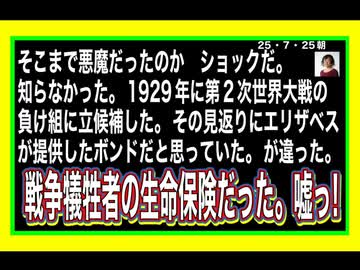 25・7・25朝
そこまで悪魔だったのか　ショックだ。
知らなかった。1929年に第２次世界大戦の
負け組に立候補した。その見返りにエリザベス
が提供したボンドだと思っていた。が違った。
戦争犠牲者の生命保険だった。嘘っ!